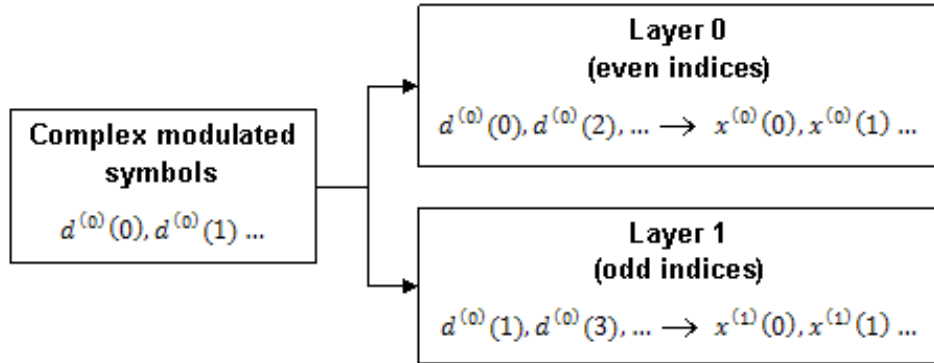 Complex modulated
symbols
d⁽⁰⁾(0), d⁽⁰⁾(1) ...
Layer 0
(even indices)
d⁽⁰⁾(0), d⁽⁰⁾(2), ... → x⁽⁰⁾(0), x⁽⁰⁾(1) ...
Layer 1
(odd indices)
d⁽⁰⁾(1), d⁽⁰⁾(3), ... → x⁽¹⁾(0), x⁽¹⁾(1) ...